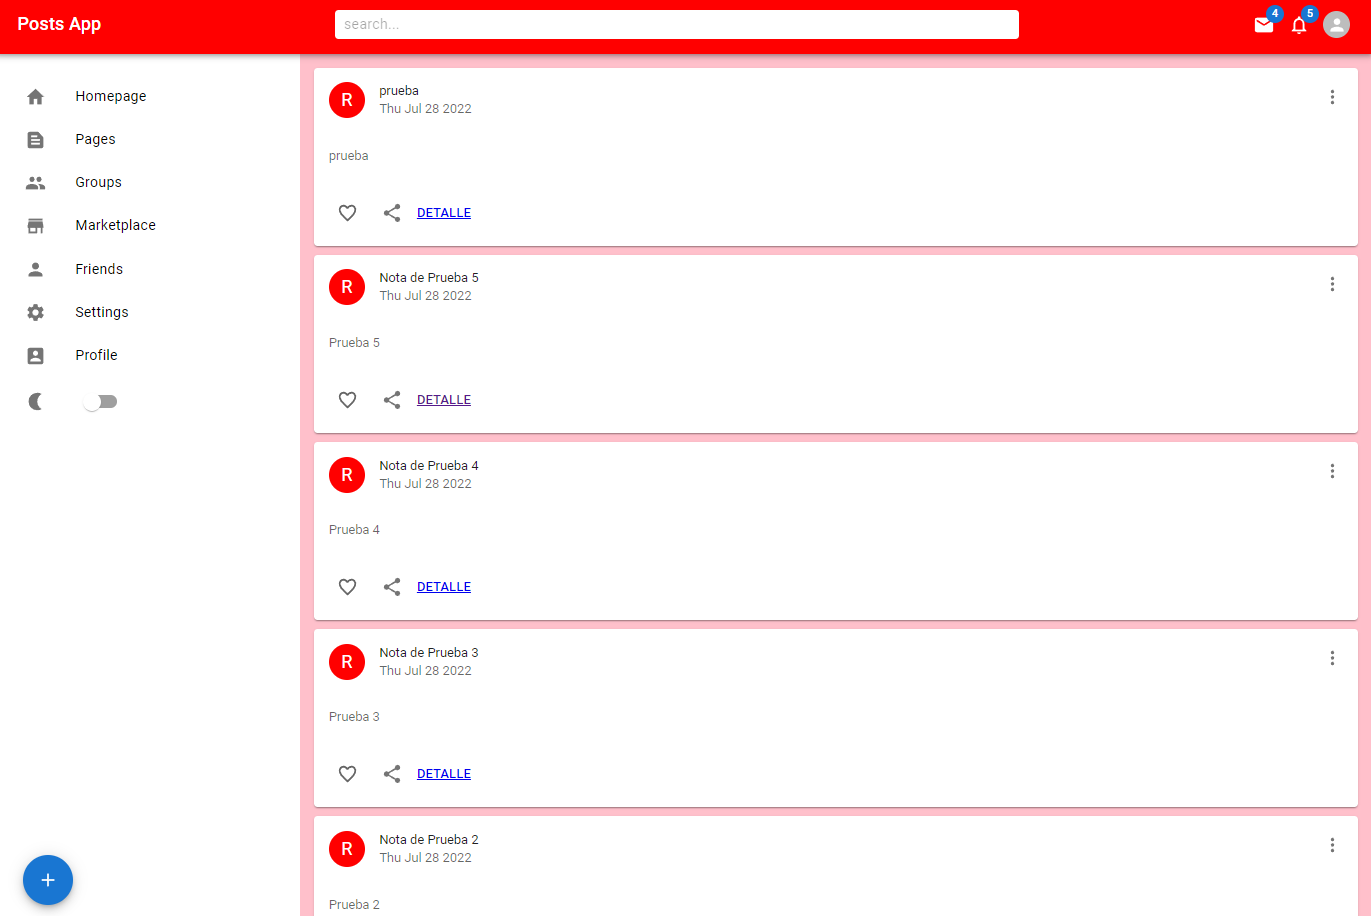 Posts App
search...
4
5
Homepage
Pages
Groups
Marketplace
Friends
Settings
Profile
R
prueba
Thu Jul 28 2022
prueba
DETALLE
R
Nota de Prueba 5
Thu Jul 28 2022
Prueba 5
DETALLE
R
Nota de Prueba 4
Thu Jul 28 2022
Prueba 4
DETALLE
R
Nota de Prueba 3
Thu Jul 28 2022
Prueba 3
DETALLE
R
Nota de Prueba 2
Thu Jul 28 2022
Prueba 2